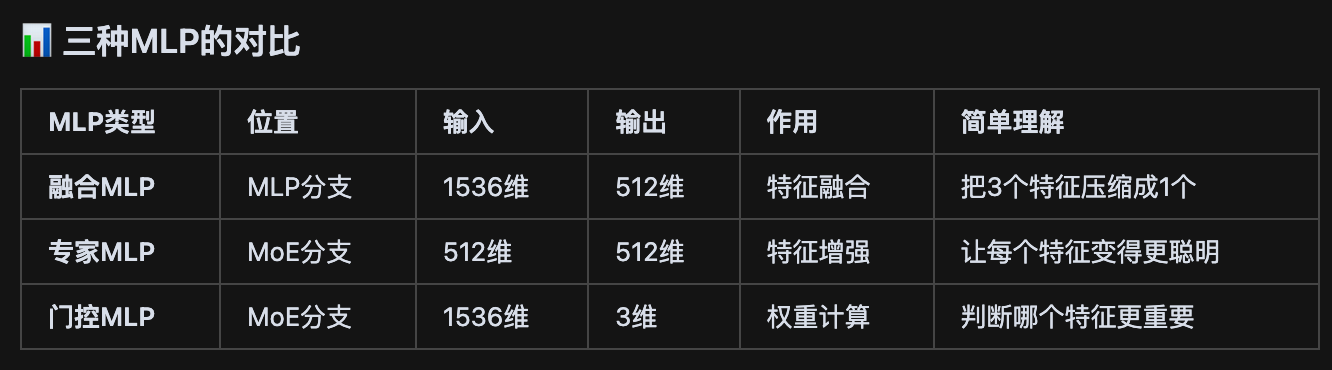 📊 三种MLP的对比
MLP类型 位置 输入 输出 作用 简单理解
融合MLP MLP分支 1536维 512维 特征融合 把3个特征压缩成1个
专家MLP MoE分支 512维 512维 特征增强 让每个特征变得更聪明
门控MLP MoE分支 1536维 3维 权重计算 判断哪个特征更重要